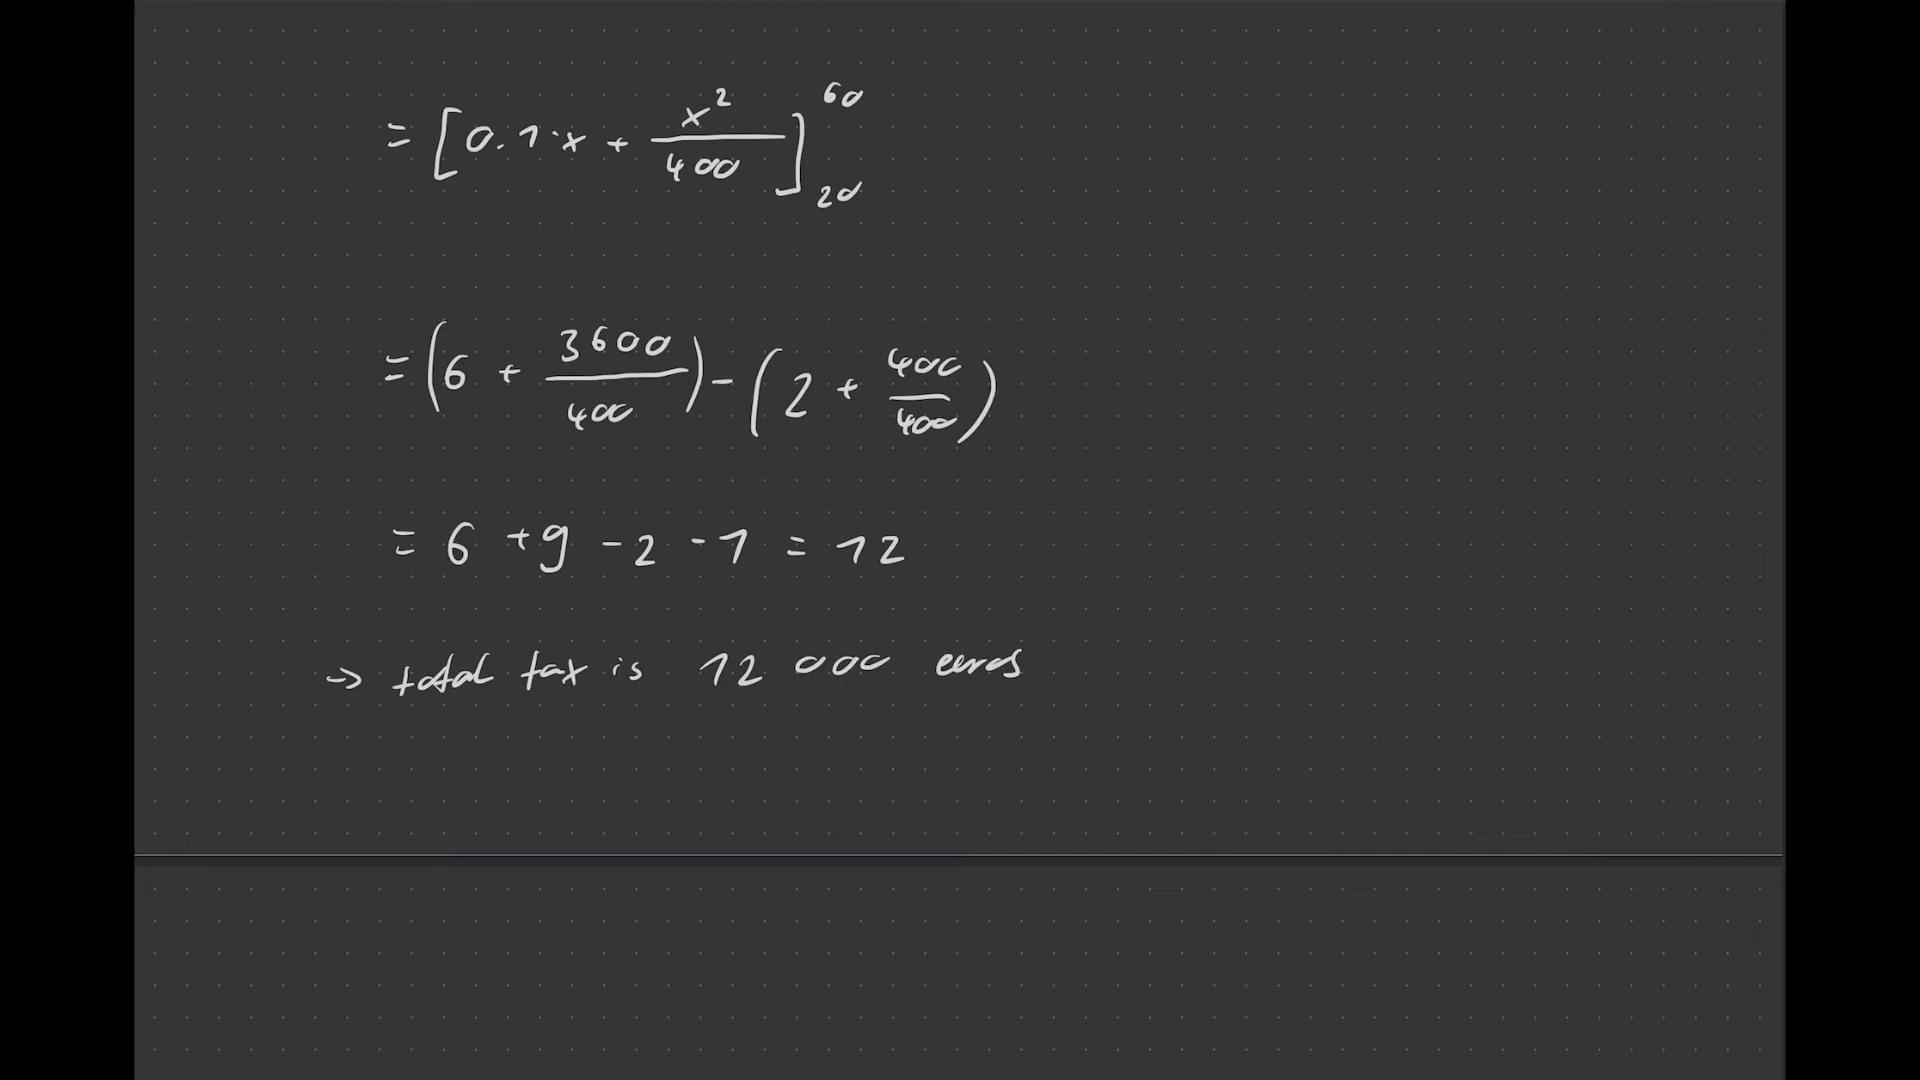 = [0.1·x + x²/400]₂₀⁶⁰
= (6 + 3600/400) - (2 + 400/400)
= 6 + 9 - 2 - 1 = 12
→ total tax is 12 000 euros